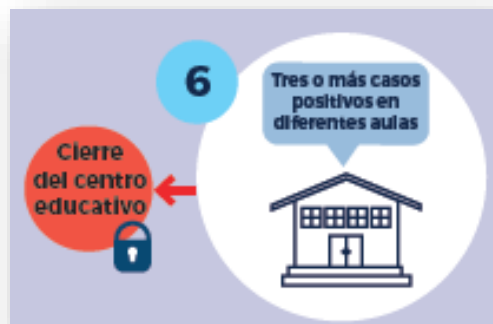 6
Tres o más casos
positivos en
diferentes aulas
Cierre
del centro
educativo